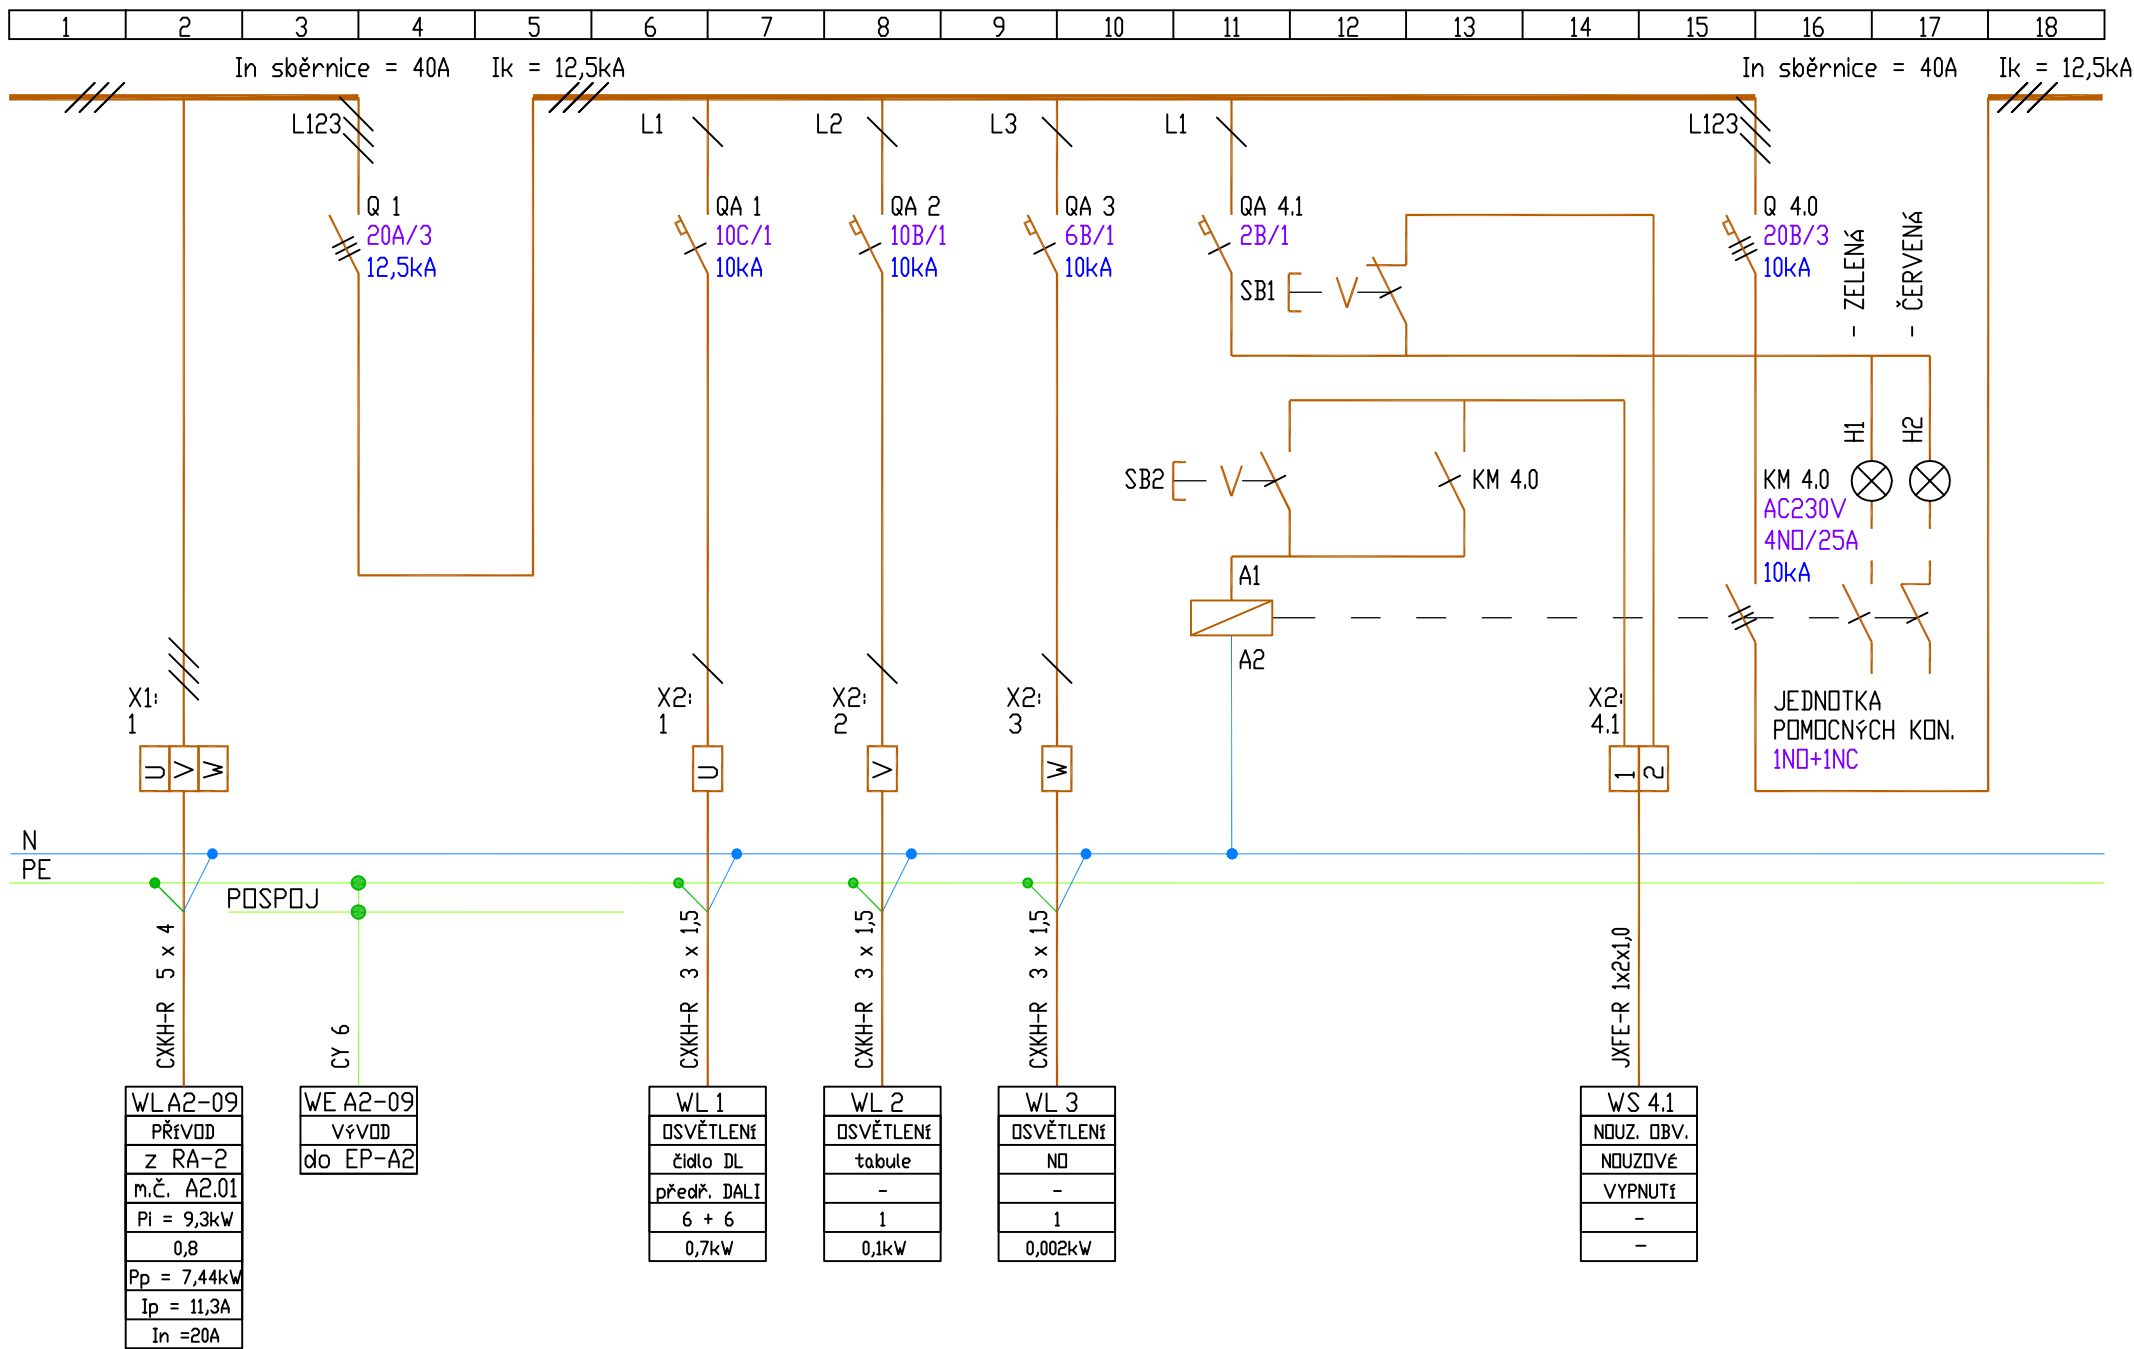 1 2 3 4 5 6 7 8 9 10 11 12 13 14 15 16 17 18
In sběrnice = 40A Ik = 12,5kA In sběrnice = 40A Ik = 12,5kA
L123 L1 L2 L3 L1 L123
Q 1
20A/3
12,5kA
QA 1
10C/1
10kA
QA 2
10B/1
10kA
QA 3
6B/1
10kA
QA 4.1
2B/1
SB1
Q 4.0
20B/3
10kA
- ZELENÁ
- ČERVENÁ
H1
H2
SB2
KM 4.0
KM 4.0
AC230V
4NO/25A
10kA
A1
A2
X1:
1
U V W
X2:
1
U
X2:
2
V
X2:
3
W
X2:
4.1
1 2
JEDNOTKA
POMOCNÝCH KON.
1NO+1NC
N
PE
POSPOJ
CXKH-R 5 x 4
CY 6
CXKH-R 3 x 1,5
CXKH-R 3 x 1,5
CXKH-R 3 x 1,5
JXFE-R 1x2x1,0
WL A2-09
PŘÍVOD
z RA-2
m.č. A2.01
Pi = 9,3kW
0,8
Pp = 7,44kW
Ip = 11,3A
In =20A
WE A2-09
VÝVOD
do EP-A2
WL 1
OSVĚTLENÍ
čidlo DL
předř. DALI
6 + 6
0,7kW
WL 2
OSVĚTLENÍ
tabule
-
1
0,1kW
WL 3
OSVĚTLENÍ
NO
-
1
0,002kW
WS 4.1
NOUZ. OBV.
NOUZOVÉ
VYPNUTÍ
-
-